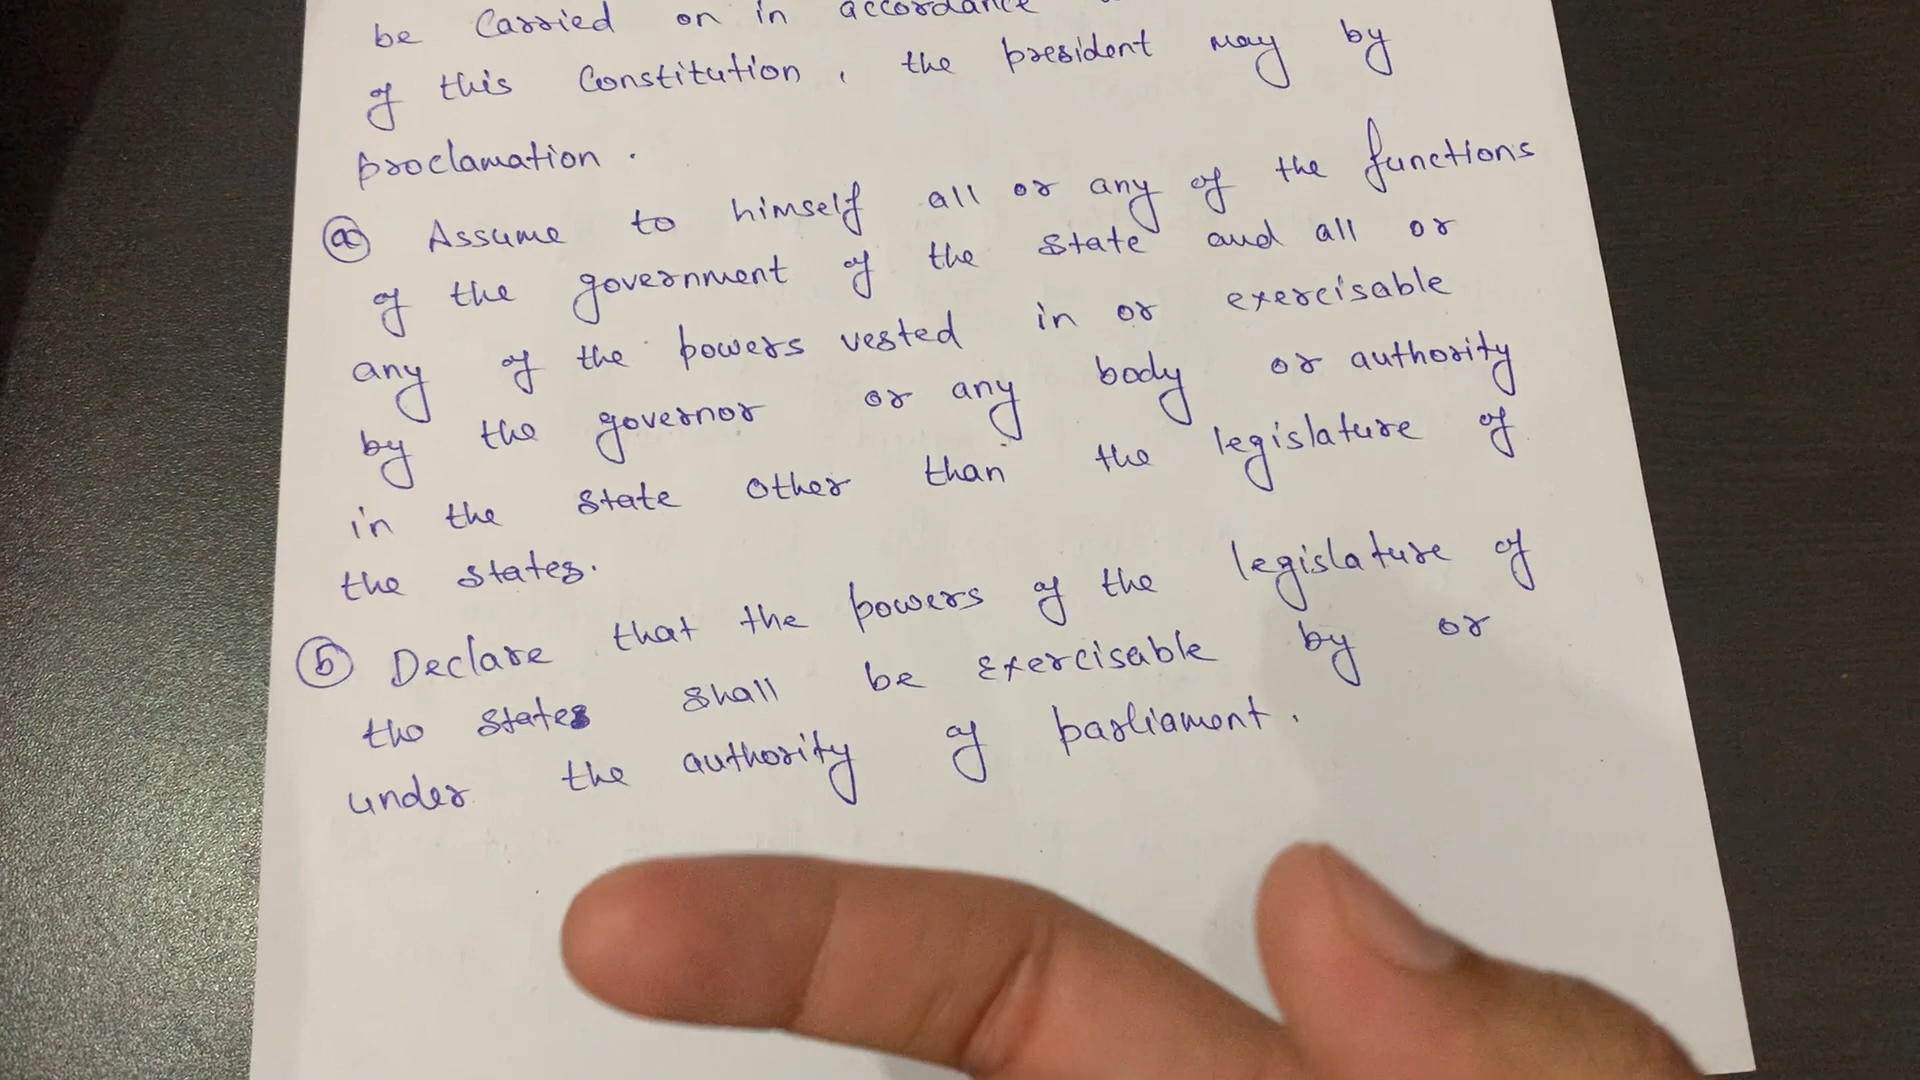 be Carried on in accordance
of this Constitution, the president may by
proclamation.
(a) Assume to himself all or any of the functions
of the government of the state and all or
any of the powers vested in or exercisable
by the governor or any body or authority
in the state other than the legislature of
the states.
(b) Declare that the powers of the legislature of
the states shall be exercisable by or
under the authority of parliament.